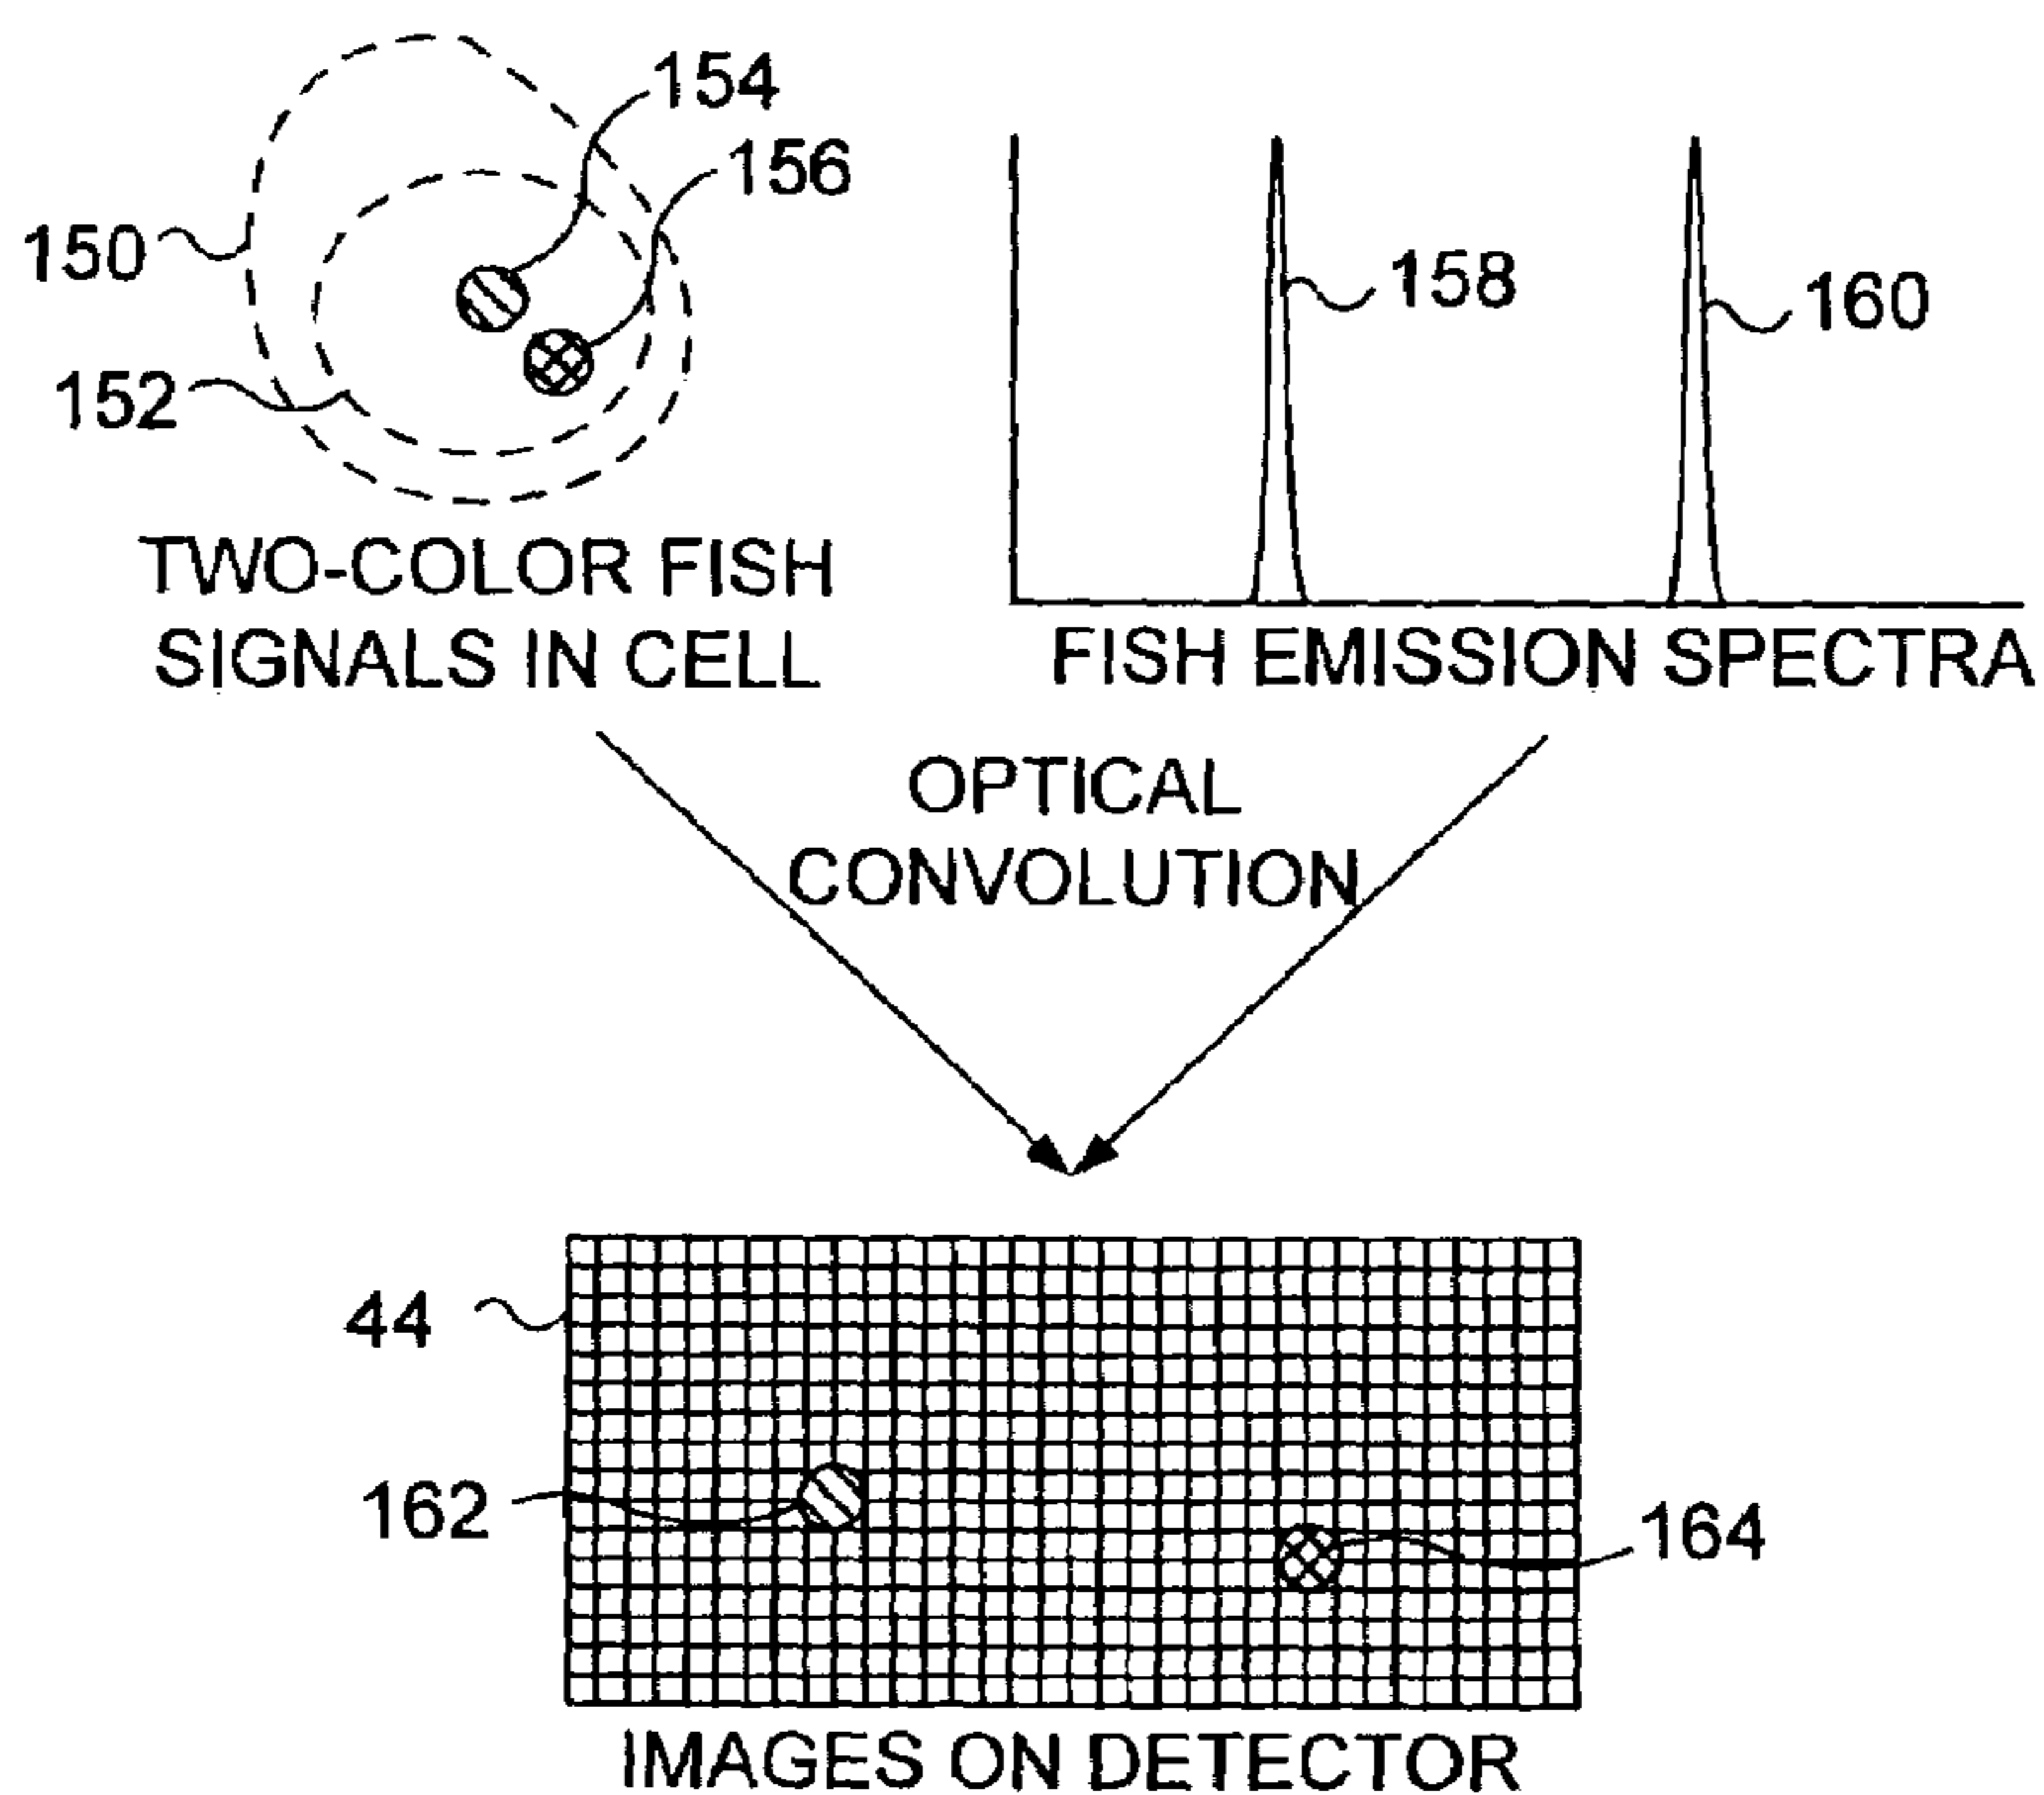 154
156
150
158
160
152
TWO-COLOR FISH
SIGNALS IN CELL
FISH EMISSION SPECTRA
OPTICAL
CONVOLUTION
44
162
164
IMAGES ON DETECTOR